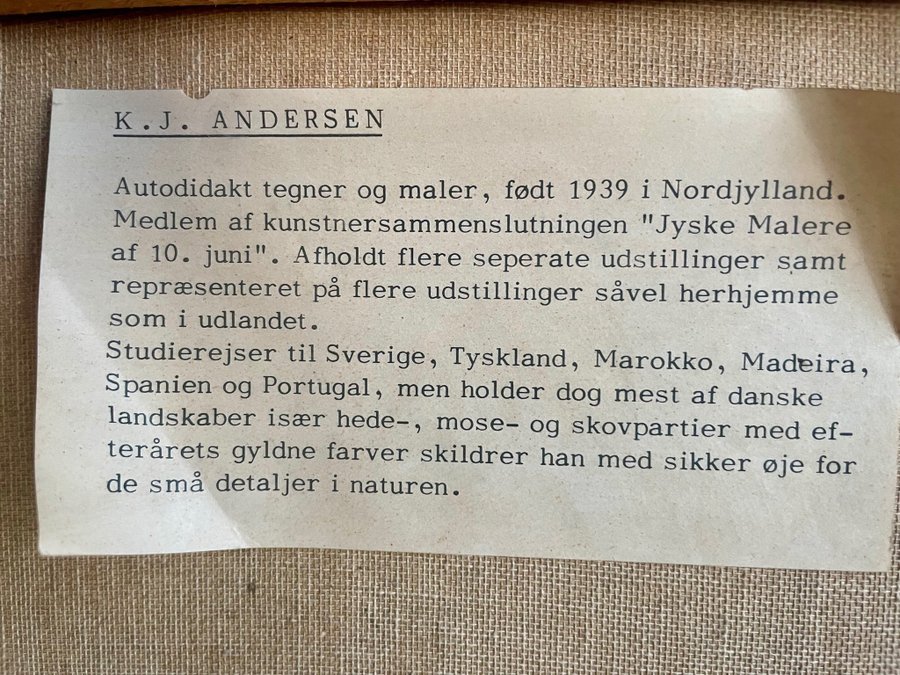 K.J. ANDERSEN
Autodidakt tegner og maler, født 1939 i Nordjylland.
Medlem af kunstnersammenslutningen "Jyske Malere
af 10. juni". Afholdt flere seperate udstillinger samt
repræsenteret på flere udstillinger såvel herhjemme
som i udlandet.
Studierejser til Sverige, Tyskland, Marokko, Madeira,
Spanien og Portugal, men holder dog mest af danske
landskaber især hede-, mose- og skovpartier med ef-
terårets gyldne farver skildrer han med sikker øje for
de små detaljer i naturen.